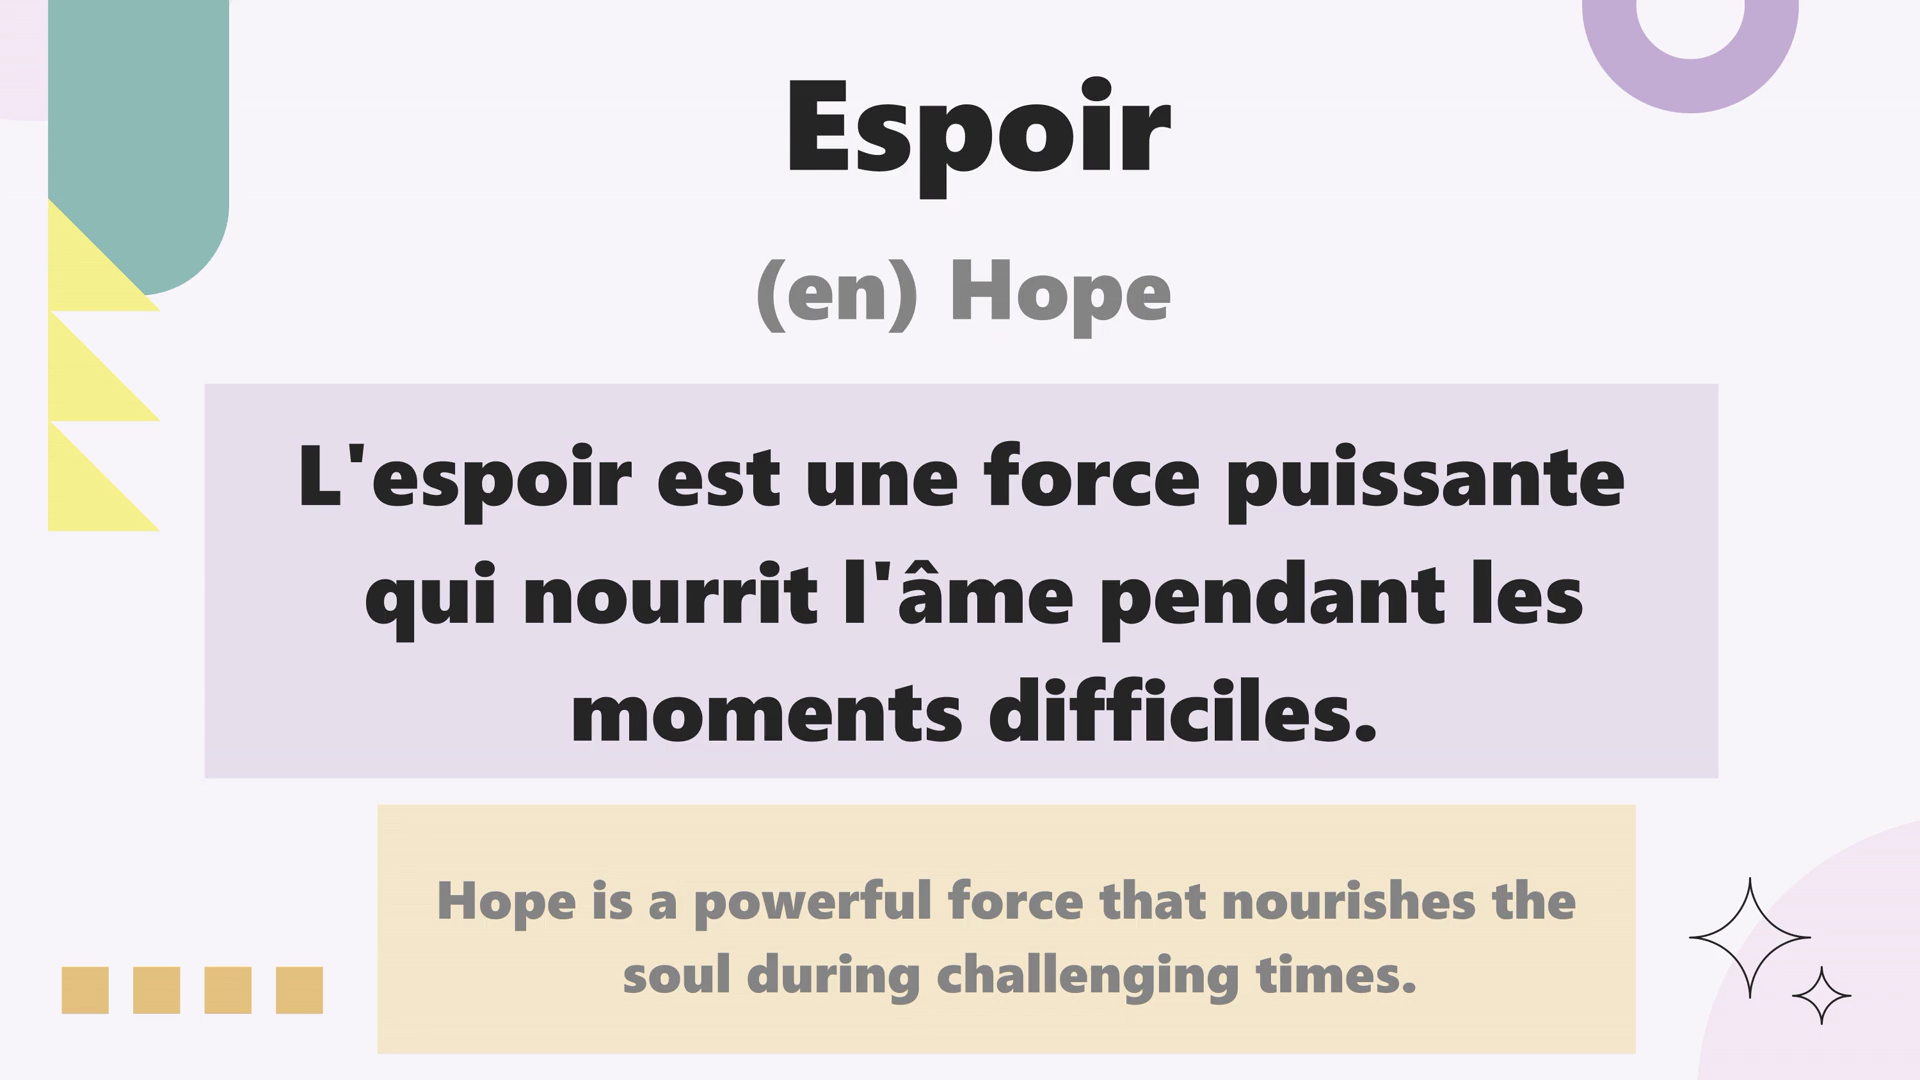 Espoir
(en) Hope
L'espoir est une force puissante
qui nourrit l'âme pendant les
moments difficiles.
Hope is a powerful force that nourishes the
soul during challenging times.